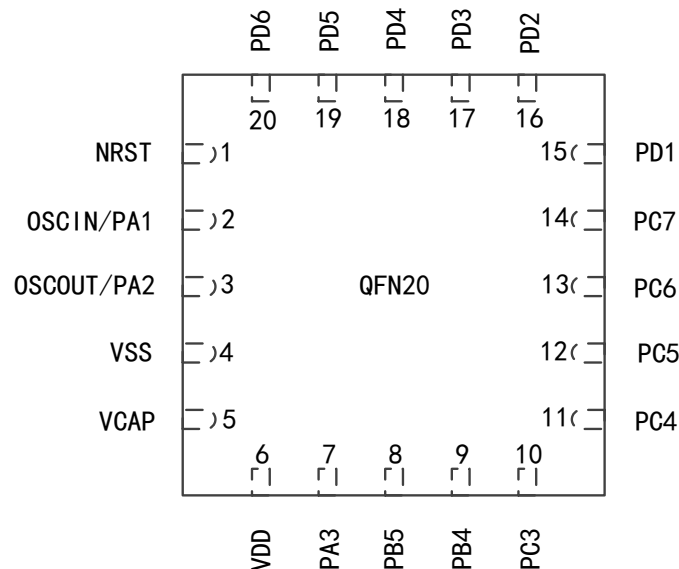 PD6 PD5 PD4 PD3 PD2
20 19 18 17 16
NRST 1 15 PD1
OSCIN/PA1 2 14 PC7
OSCOUT/PA2 3 QFN20 13 PC6
VSS 4 12 PC5
VCAP 5 11 PC4
6 7 8 9 10
VDD PA3 PB5 PB4 PC3